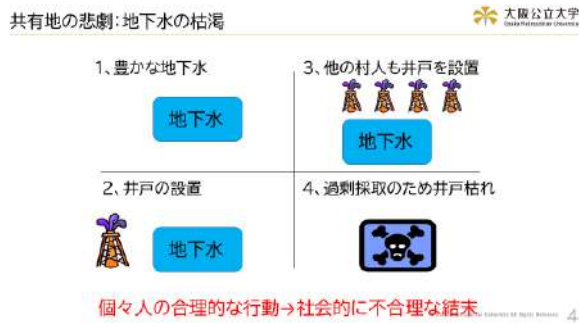 共有地の悲劇:地下水の枯渇
大阪公立大学
Osaka Metropolitan University
1、豊かな地下水
地下水
2、井戸の設置
地下水
3、他の村人も井戸を設置
地下水
4、過剰採取のため井戸枯れ
個々人の合理的な行動→社会的に不合理な結末
4